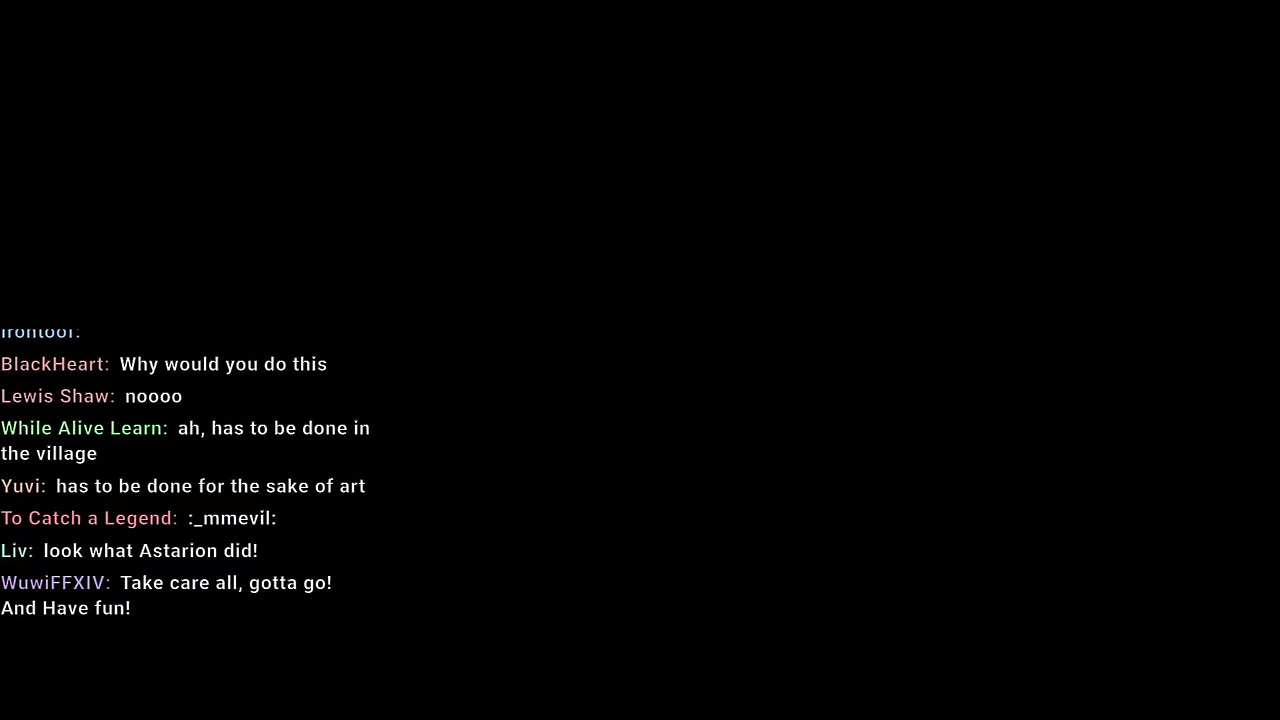 BlackHeart: Why would you do this
Lewis Shaw: noooo
While Alive Learn: ah, has to be done in
the village
Yuvi: has to be done for the sake of art
To Catch a Legend: :_mmevil:
Liv: look what Astarion did!
WuwiFFXIV: Take care all, gotta go!
And Have fun!